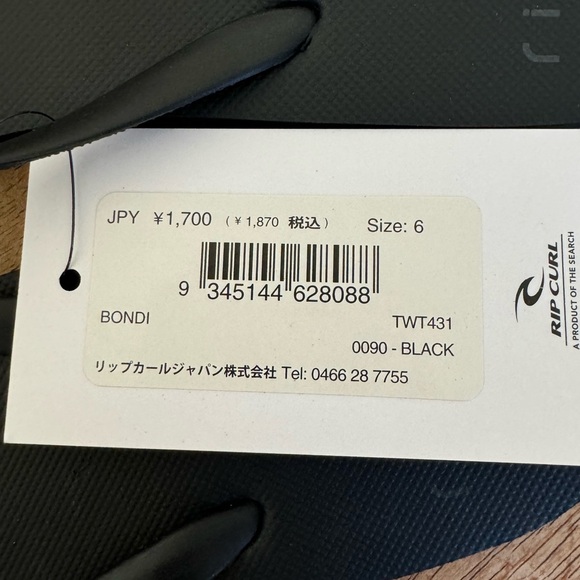 ri
JPY ¥1,700 (¥1,870 税込) Size: 6
9 345144 628088
BONDI TWT431
0090 - BLACK
リップカールジャパン株式会社 Tel: 0466 28 7755
RIP CURL
A PRODUCT OF THE SEARCH